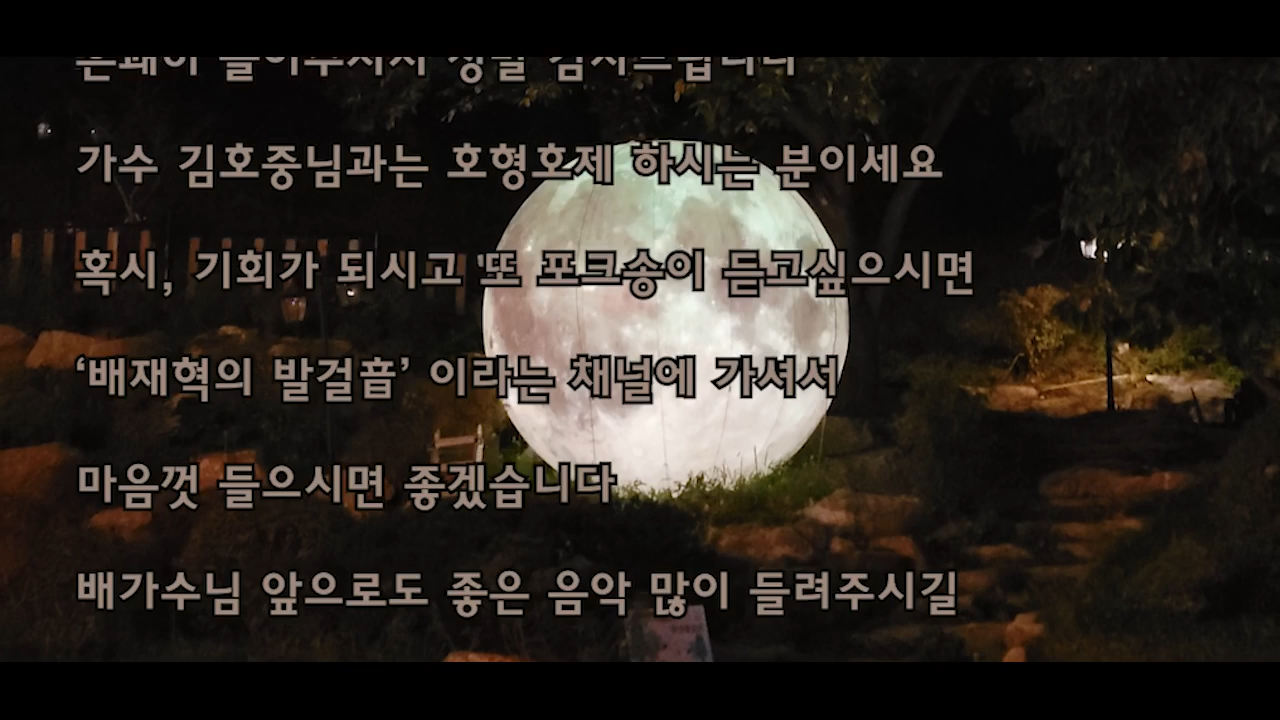 가수 김호중님과는 호형호제 하시는 분이세요
혹시, 기회가 되시고 또 포크송이 듣고싶으시면
‘배재혁의 발걸흠’ 이라는 채널에 가셔서
마음껏 들으시면 좋겠습니다
배가수님 앞으로도 좋은 음악 많이 들려주시길